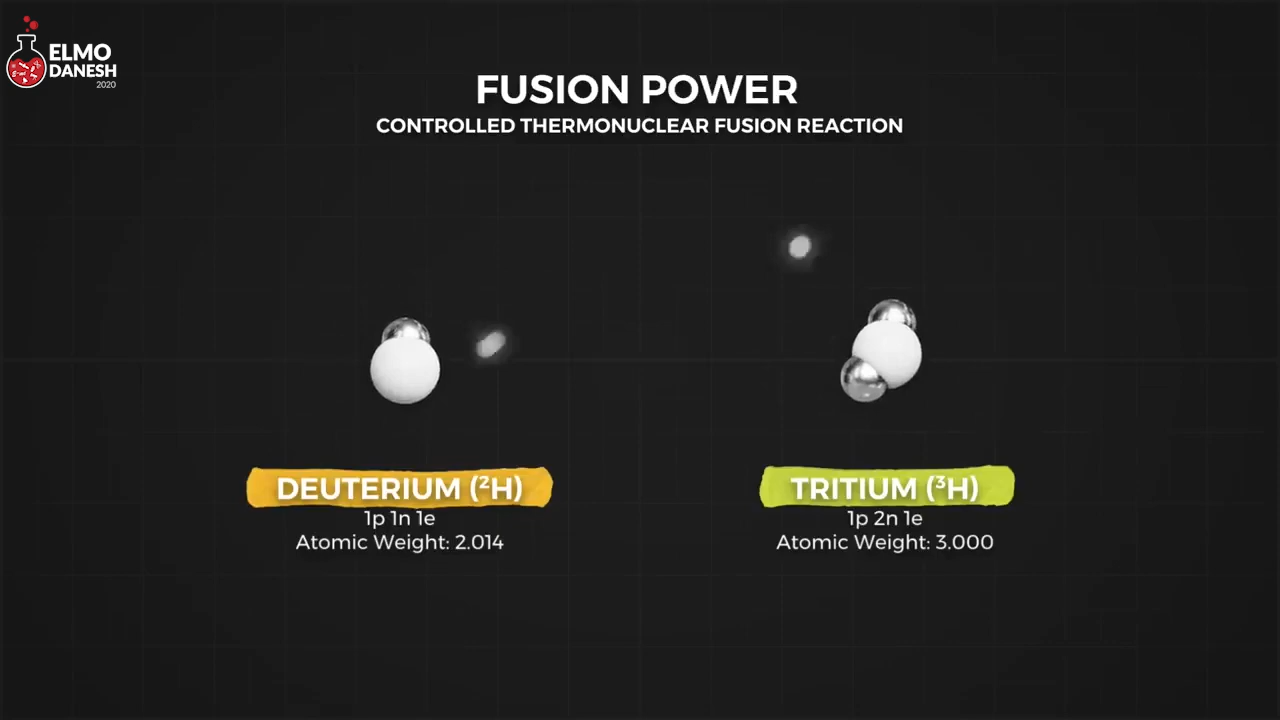 ELMO
DANESH
2020
FUSION POWER
CONTROLLED THERMONUCLEAR FUSION REACTION
DEUTERIUM (²H)
1p 1n 1e
Atomic Weight: 2.014
TRITIUM (³H)
1p 2n 1e
Atomic Weight: 3.000